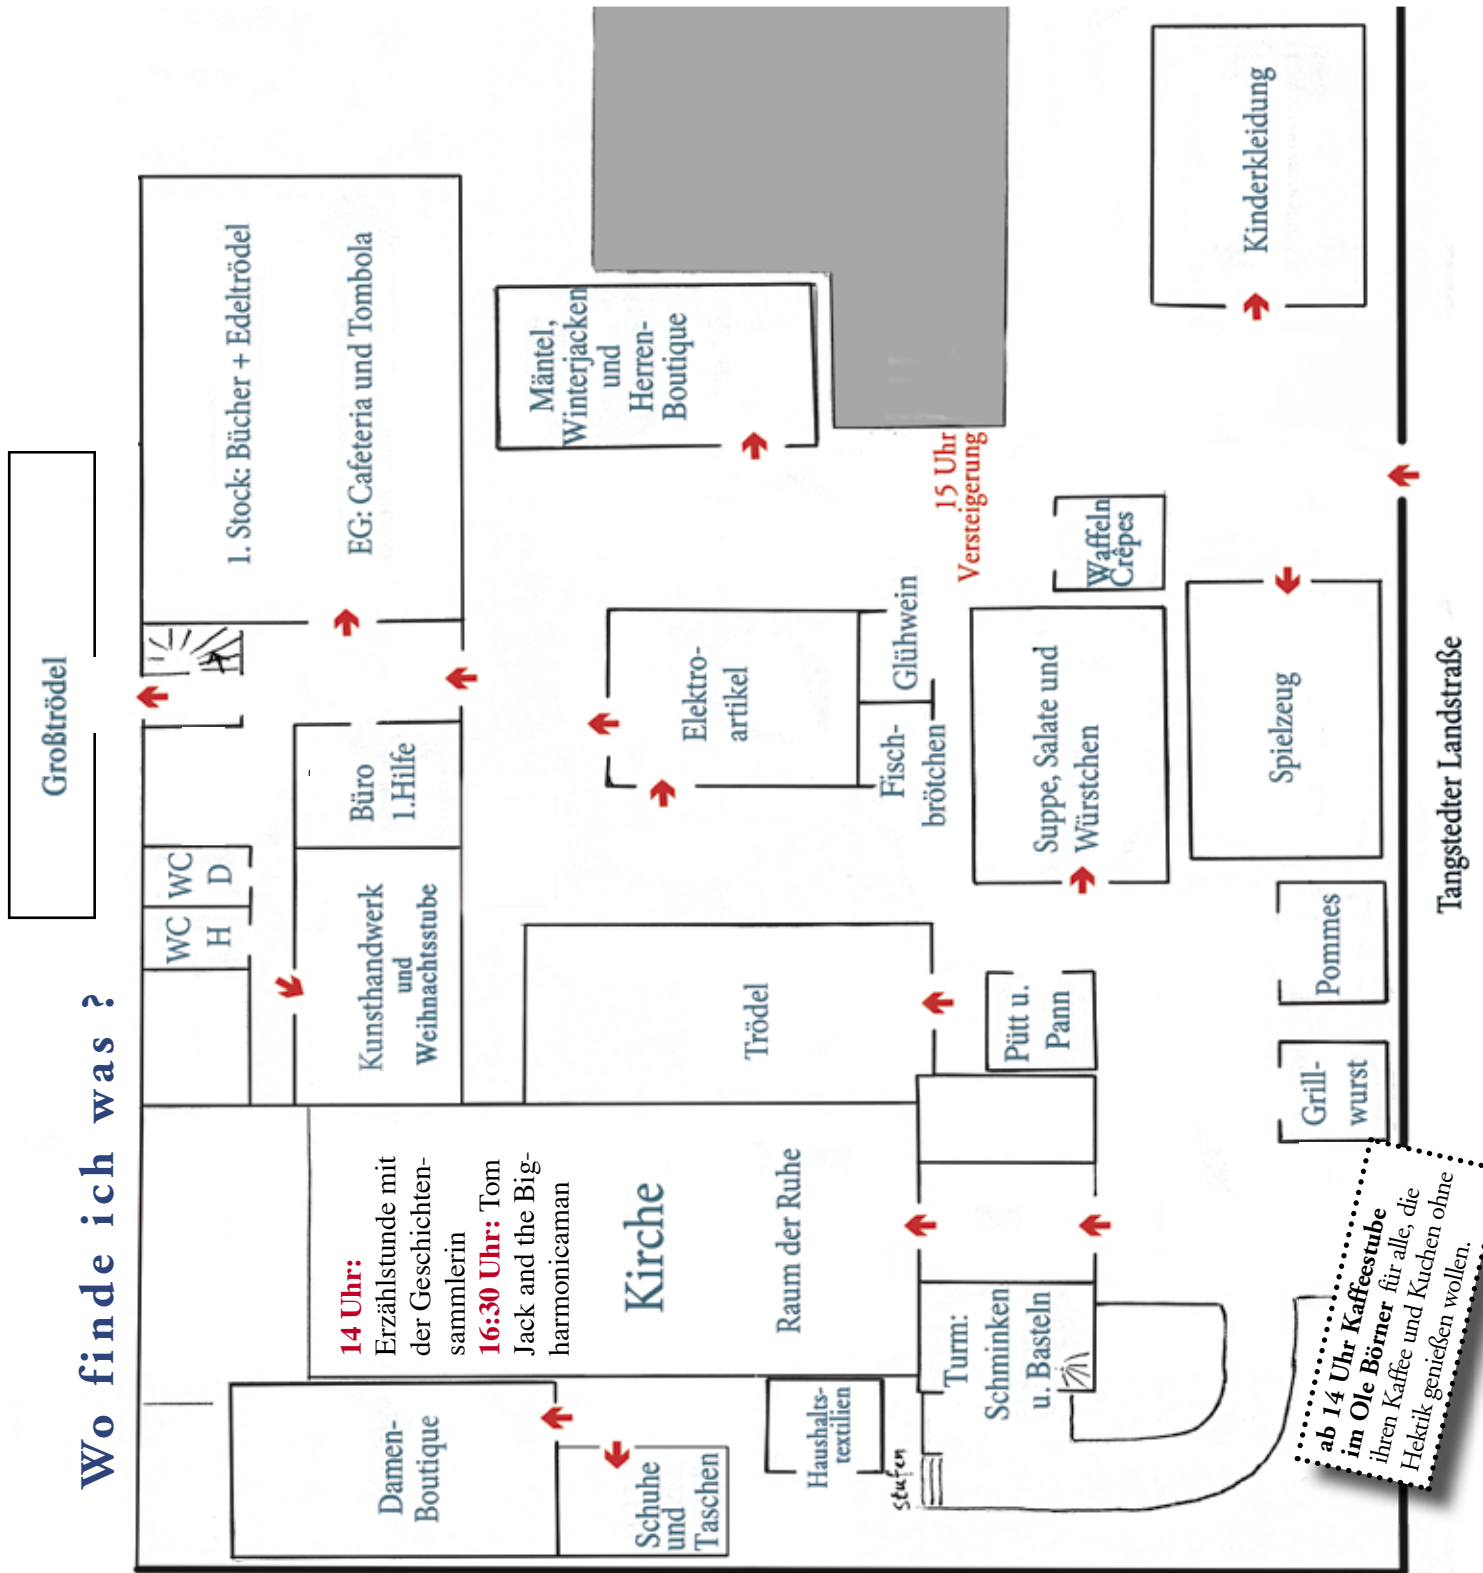 Wo finde ich was ?
Großtrödel
1. Stock: Bücher + Edeltrödel
EG: Cafeteria und Tombola
WC
H
WC
D
Büro
1.Hilfe
Kunsthandwerk
und
Weihnachtsstube
Mäntel,
Winterjacken
und
Herren-
Boutique
14 Uhr:
Erzählstunde mit
der Geschichten-
sammlerin
16:30 Uhr: Tom
Jack and the Big-
harmonicaman
Kirche
Raum der Ruhe
Damen-
Boutique
Schuhe
und
Taschen
Haushalts-
textilien
Stufen
Turm:
Schminken
u. Basteln
Trödel
Elektro-
artikel
Fisch-
brötchen
Glühwein
15 Uhr
Versteigerung
Pütt u.
Pann
Suppe, Salate und
Würstchen
Waffeln
Crêpes
Kinderkleidung
Grill-
wurst
Pommes
Spielzeug
Tangstedter Landstraße
ab 14 Uhr Kaffeestube
im Ole Börner für alle, die
ihren Kaffee und Kuchen ohne
Hektik genießen wollen.